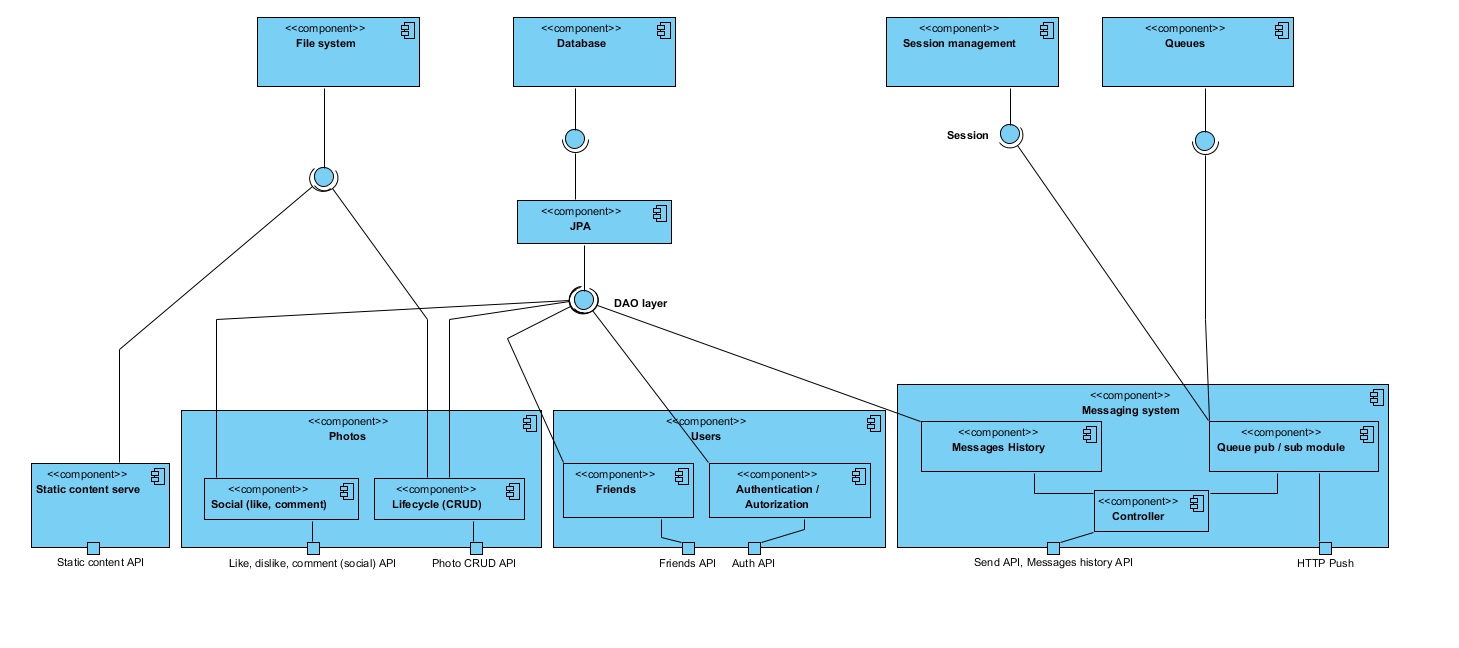 <<component>>
File system
<<component>>
Database
<<component>>
Session management
<<component>>
Queues
Session
<<component>>
JPA
DAO layer
<<component>>
Messaging system
<<component>>
Photos
<<component>>
Users
<<component>>
Messages History
<<component>>
Queue pub / sub module
<<component>>
Static content serve
<<component>>
Social (like, comment)
<<component>>
Lifecycle (CRUD)
<<component>>
Friends
<<component>>
Authentication /
Autorization
<<component>>
Controller
Static content API
Like, dislike, comment (social) API
Photo CRUD API
Friends API
Auth API
Send API, Messages history API
HTTP Push